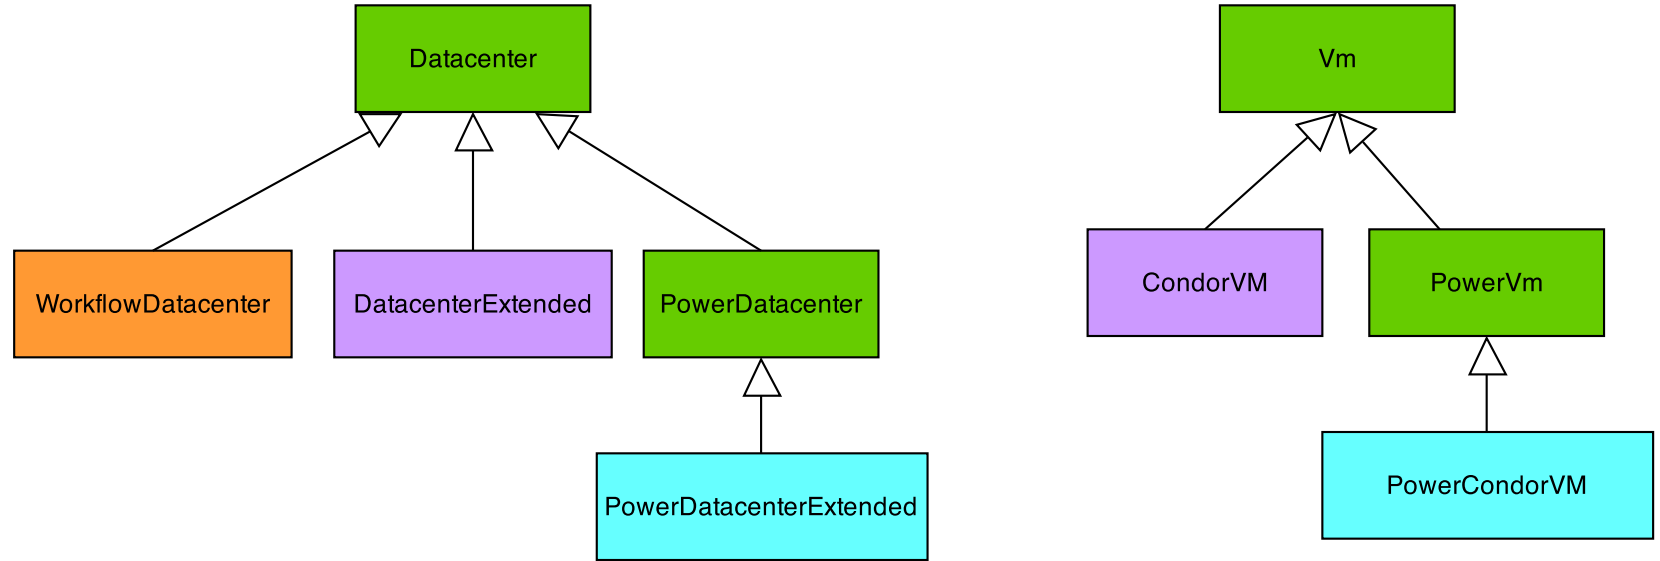 Datacenter
Vm
WorkflowDatacenter
DatacenterExtended
PowerDatacenter
CondorVM
PowerVm
PowerDatacenterExtended
PowerCondorVM